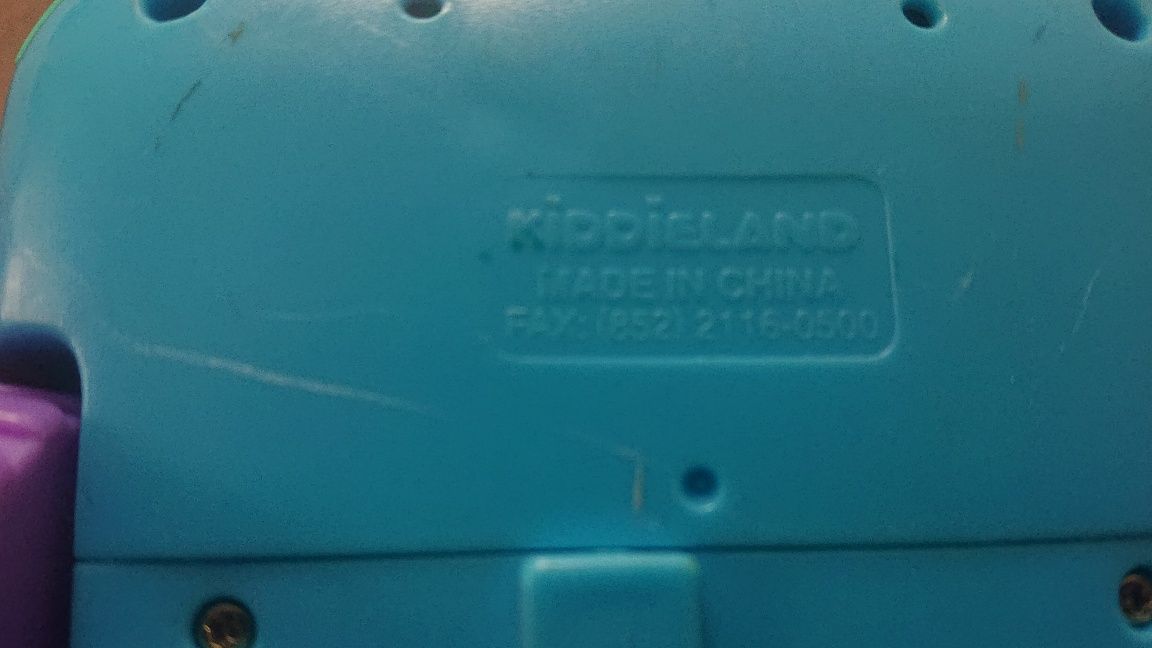 KiDDiELAND
MADE IN CHINA
FAX: (852) 2116-0500